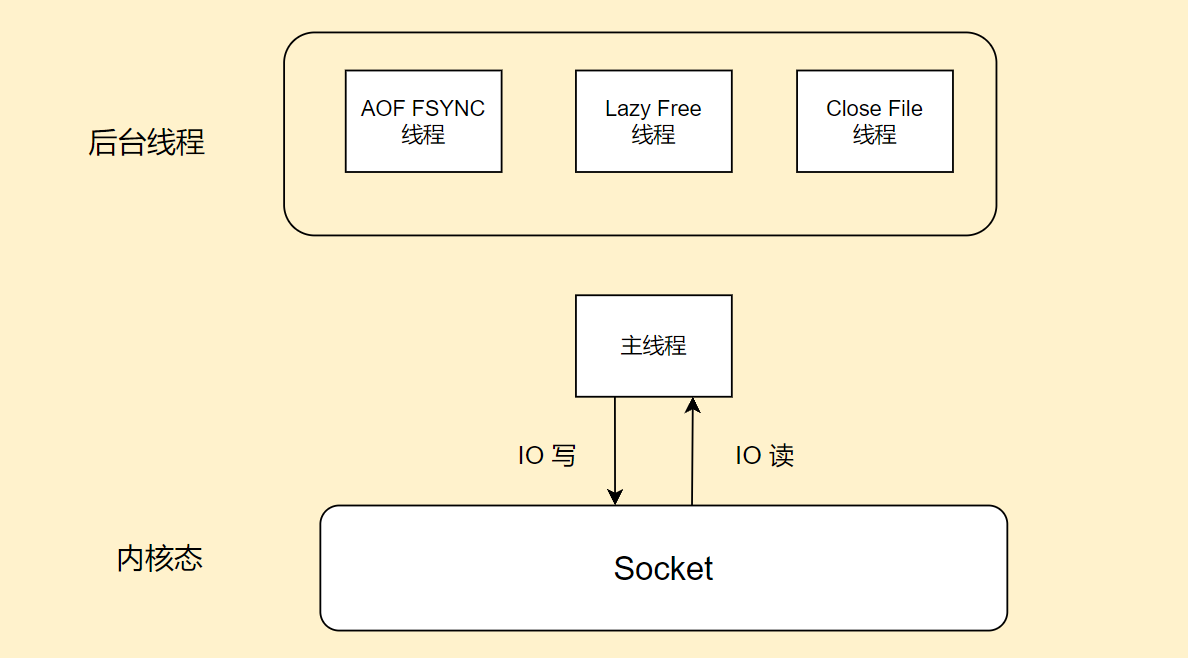 后台线程
AOF FSYNC
线程
Lazy Free
线程
Close File
线程
主线程
IO 写
IO 读
内核态
Socket